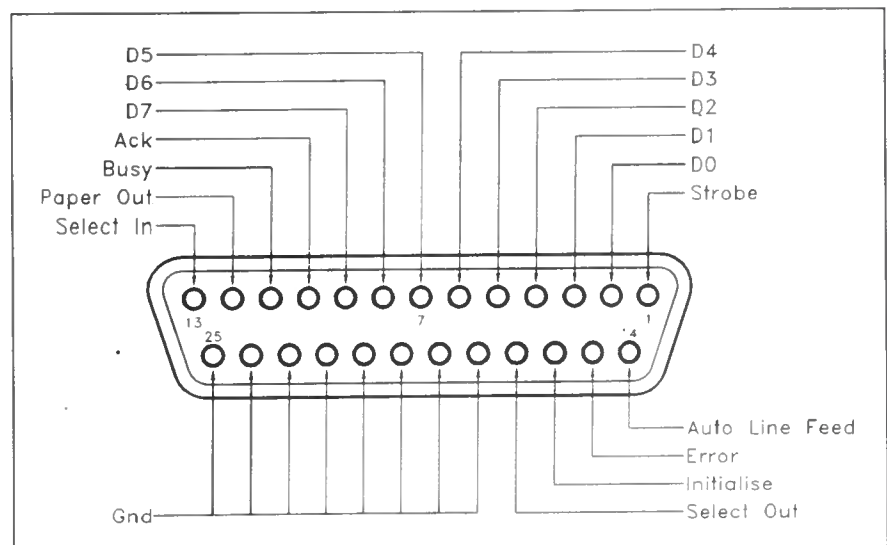 D5
D6
D7
Ack
Busy
Paper Out
Select In
D4
D3
D2
D1
D0
Strobe
13
7
1
25
14
Auto Line Feed
Error
Initialise
Select Out
Gnd